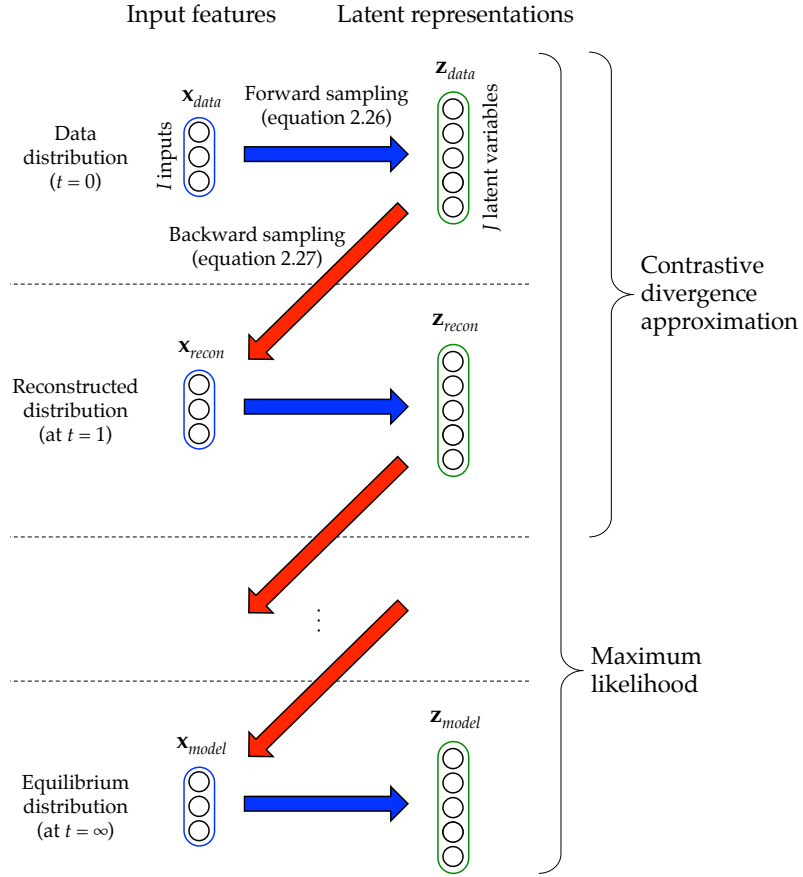 Input features
Latent representations
x_data
Forward sampling
(equation 2.26)
z_data
Data
distribution
(t = 0)
I inputs
J latent variables
Backward sampling
(equation 2.27)
Contrastive
divergence
approximation
x_recon
z_recon
Reconstructed
distribution
(at t = 1)
⋮
Maximum
likelihood
x_model
z_model
Equilibrium
distribution
(at t = ∞)